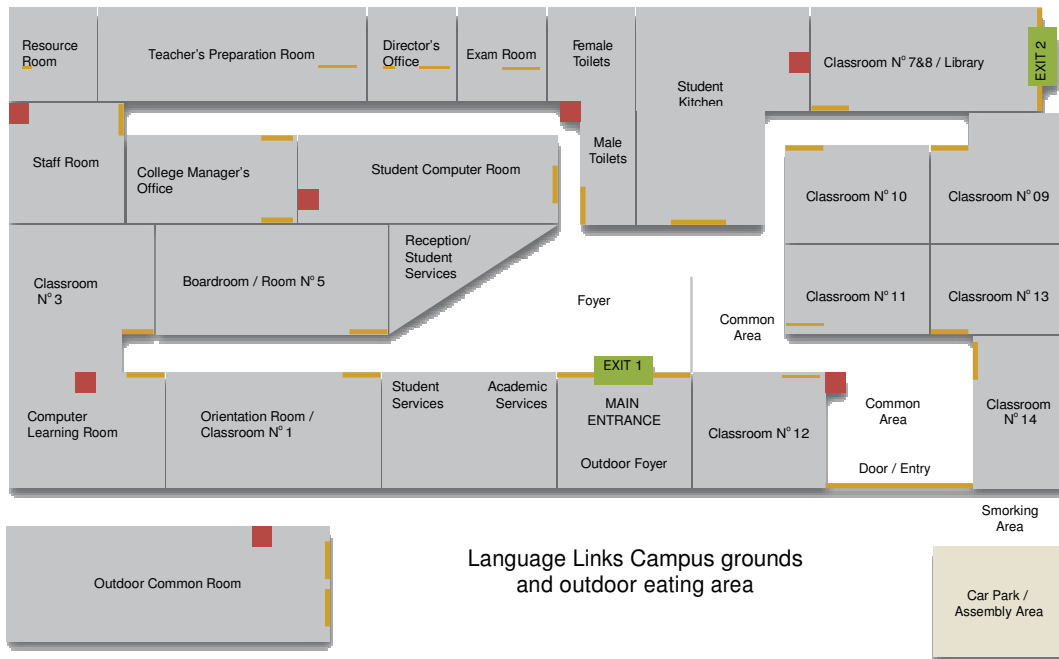 Resource
Room
Teacher's Preparation Room
Director's
Office
Exam Room
Female
Toilets
Student
Kitchen
Classroom N° 7&8 / Library
EXIT 2
Staff Room
College Manager's
Office
Student Computer Room
Male
Toilets
Classroom N° 10
Classroom N° 09
Classroom
N° 3
Boardroom / Room N° 5
Reception/
Student
Services
Foyer
Common
Area
Classroom N° 11
Classroom N° 13
Computer
Learning Room
Orientation Room /
Classroom N° 1
Student
Services
Academic
Services
EXIT 1
MAIN
ENTRANCE
Outdoor Foyer
Classroom N° 12
Common
Area
Door / Entry
Classroom
N° 14
Smorking
Area
Outdoor Common Room
Language Links Campus grounds
and outdoor eating area
Car Park /
Assembly Area